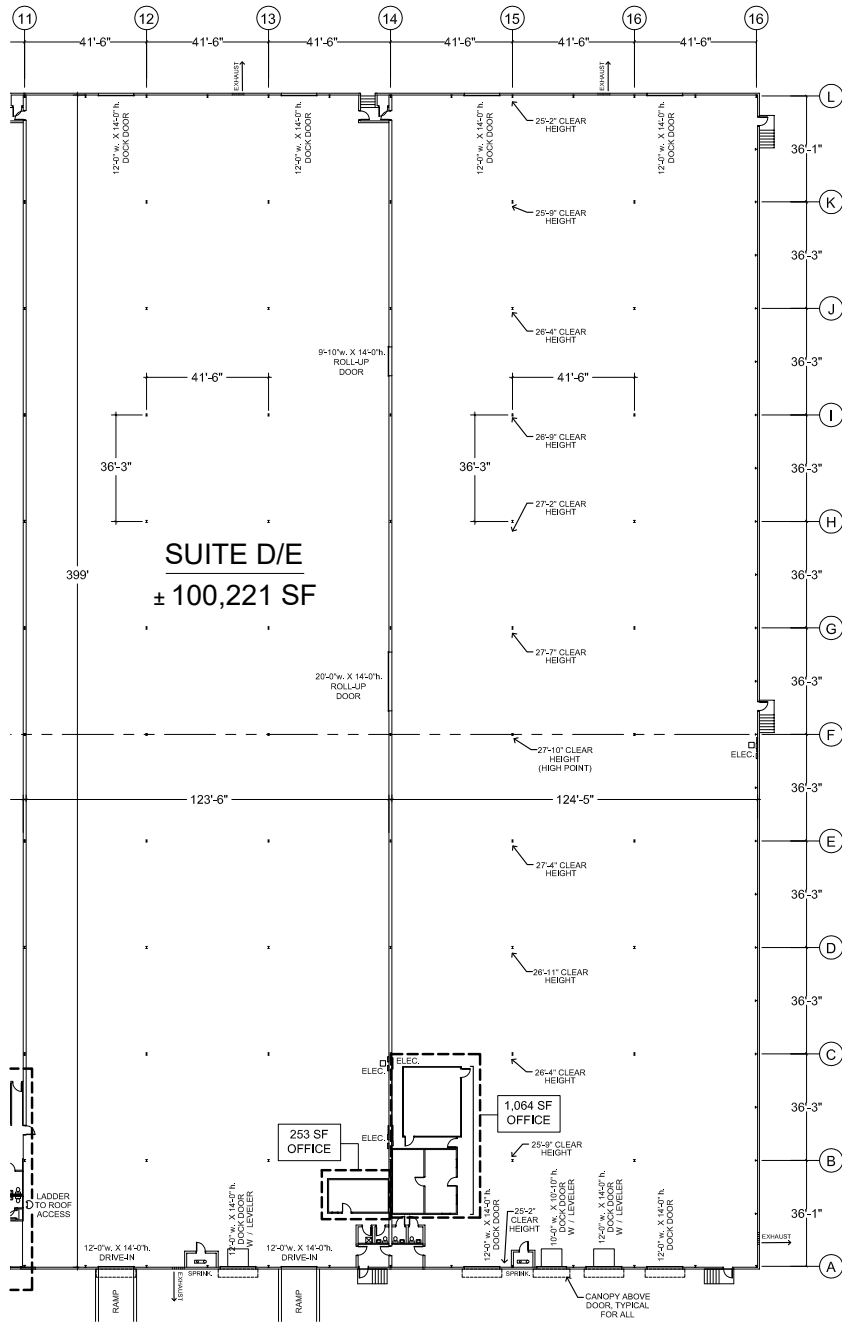 11
12
13
14
15
16
16
41'-6"
41'-6"
41'-6"
41'-6"
41'-6"
41'-6"
EXHAUST
EXHAUST
L
12'-0" w. X 14'-0" h.
DOCK DOOR
12'-0" w. X 14'-0" h.
DOCK DOOR
12'-0" w. X 14'-0" h.
DOCK DOOR
12'-0" w. X 14'-0" h.
DOCK DOOR
25'-2" CLEAR
HEIGHT
36'-1"
K
25'-9" CLEAR
HEIGHT
36'-3"
J
26'-4" CLEAR
HEIGHT
9'-10"w. X 14'-0"h.
ROLL-UP
DOOR
36'-3"
41'-6"
41'-6"
I
26'-9" CLEAR
HEIGHT
36'-3"
36'-3"
36'-3"
27'-2" CLEAR
HEIGHT
H
SUITE D/E
± 100,221 SF
399'
36'-3"
G
27'-7" CLEAR
HEIGHT
20'-0"w. X 14'-0"h.
ROLL-UP
DOOR
36'-3"
F
27'-10" CLEAR
HEIGHT
(HIGH POINT)
ELEC.
123'-6"
124'-5"
36'-3"
E
27'-4" CLEAR
HEIGHT
36'-3"
D
26'-11" CLEAR
HEIGHT
36'-3"
C
ELEC.
ELEC.
26'-4" CLEAR
HEIGHT
1,064 SF
OFFICE
36'-3"
253 SF
OFFICE
ELEC.
25'-9" CLEAR
HEIGHT
B
LADDER
TO ROOF
ACCESS
12'-0" w. X 14'-0" h.
DOCK DOOR
W / LEVELER
12'-0" w. X 14'-0" h.
DOCK DOOR
25'-2"
CLEAR
HEIGHT
10'-0" w. X 10'-10" h.
DOCK DOOR
W / LEVELER
12'-0" w. X 14'-0" h.
DOCK DOOR
W / LEVELER
12'-0" w. X 14'-0" h.
DOCK DOOR
36'-1"
EXHAUST
12'-0"w. X 14'-0"h.
DRIVE-IN
12'-0"w. X 14'-0"h.
DRIVE-IN
A
SPRINK.
SPRINK.
EXHAUST
RAMP
RAMP
CANOPY ABOVE
DOOR, TYPICAL
FOR ALL